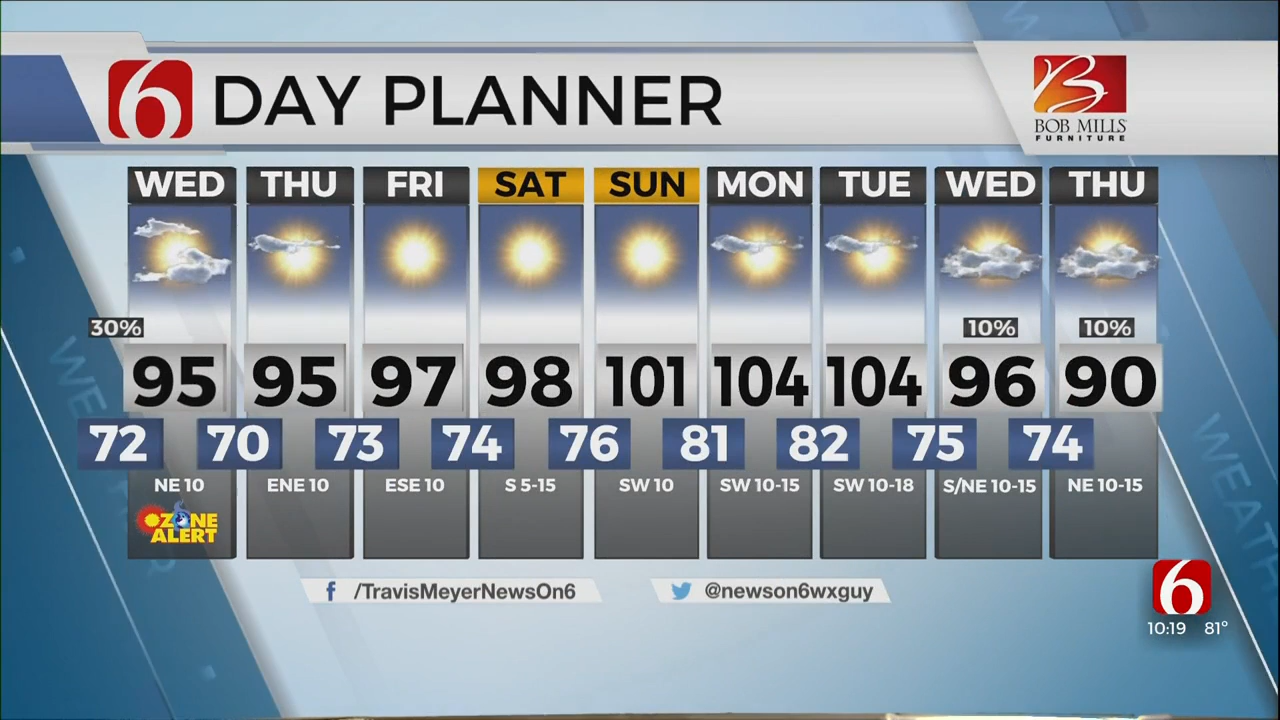 6 DAY PLANNER
BOB MILLS
FURNITURE
WED THU FRI SAT SUN MON TUE WED THU
30% 10% 10%
95 95 97 98 101 104 104 96 90
72 70 73 74 76 81 82 75 74
NE 10 ENE 10 ESE 10 S 5-15 SW 10 SW 10-15 SW 10-18 S/NE 10-15 NE 10-15
OZONE
ALERT
f /TravisMeyerNewsOn6 @newson6wxguy
6
10:19 81°
WEATHER
WEATHER